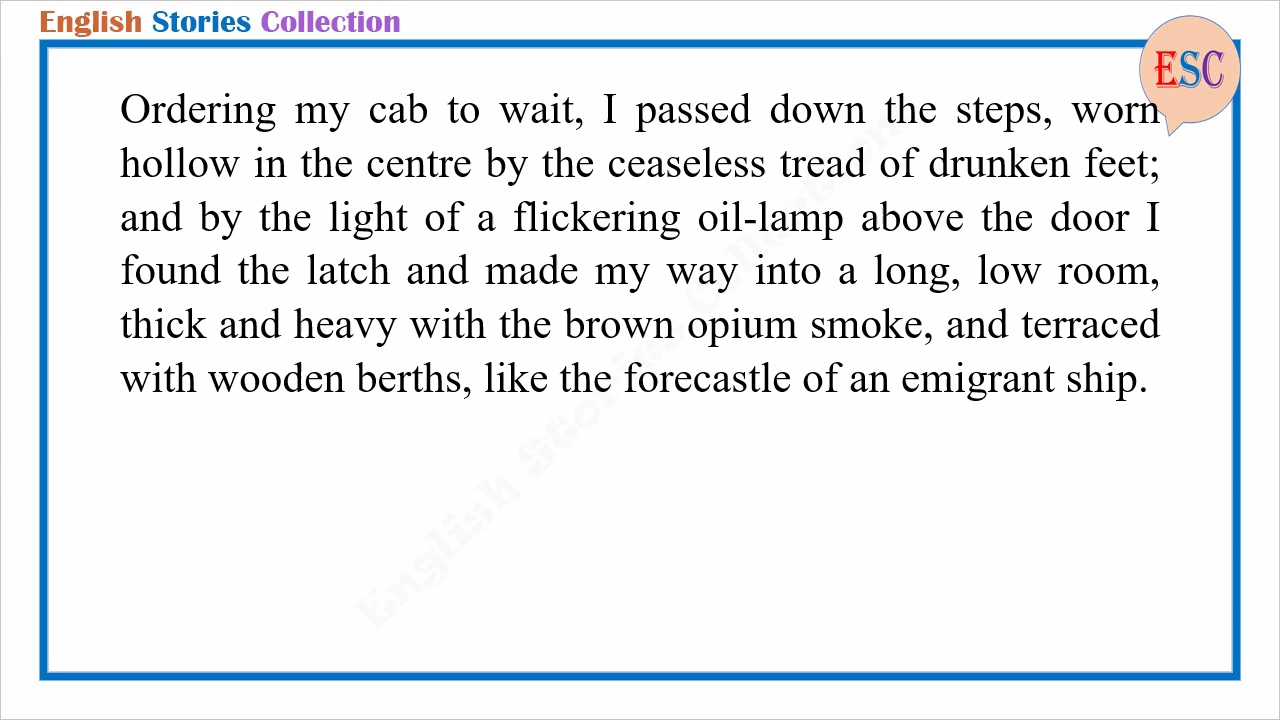 English Stories Collection
ESC
Ordering my cab to wait, I passed down the steps, worn
hollow in the centre by the ceaseless tread of drunken feet;
and by the light of a flickering oil-lamp above the door I
found the latch and made my way into a long, low room,
thick and heavy with the brown opium smoke, and terraced
with wooden berths, like the forecastle of an emigrant ship.
English Stories Collection